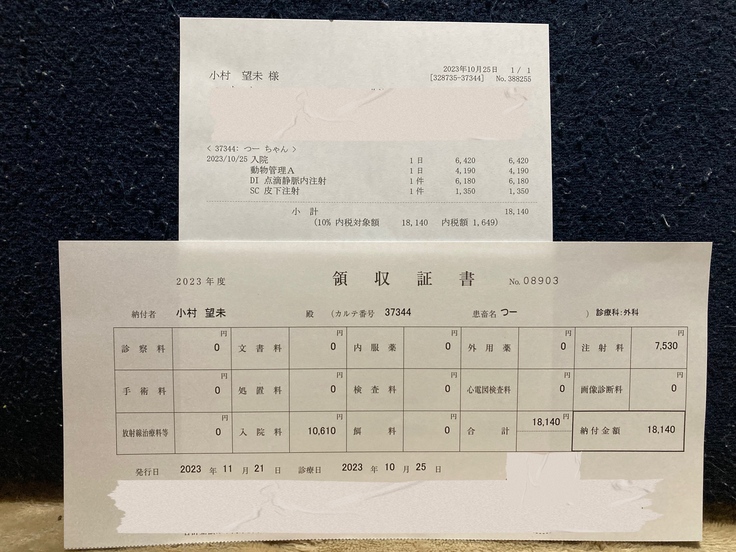 2023年10月25日 1 / 1
小村 望未 様 [328735-37344] No.388255
< 37344: つー ちゃん >
2023/10/25 入院 1 日 6,420 6,420
動物管理A 1 日 4,190 4,190
DI 点滴静脈内注射 1 件 6,180 6,180
SC 皮下注射 1 件 1,350 1,350
小 計 18,140
(10% 内税対象額 18,140 内税額 1,649)
2023 年度 領 収 証 書 No. 08903
納付者 小村 望未 殿 (カルテ番号 37344 患畜名 つー ) 診療科:外科
診 察 料 円 0 文 書 料 円 0 内 服 薬 円 0 外 用 薬 円 0 注 射 料 円 7,530
手 術 料 円 0 処 置 料 円 0 検 査 料 円 0 心電図検査料 円 0 画像診断料 円 0
放射線治療料等 円 0 入 院 料 円 10,610 飼 料 円 0 合 計 18,140 円 納 付 金 額 18,140
発行日 2023 年 11 月 21 日 診療日 2023 年 10 月 25 日